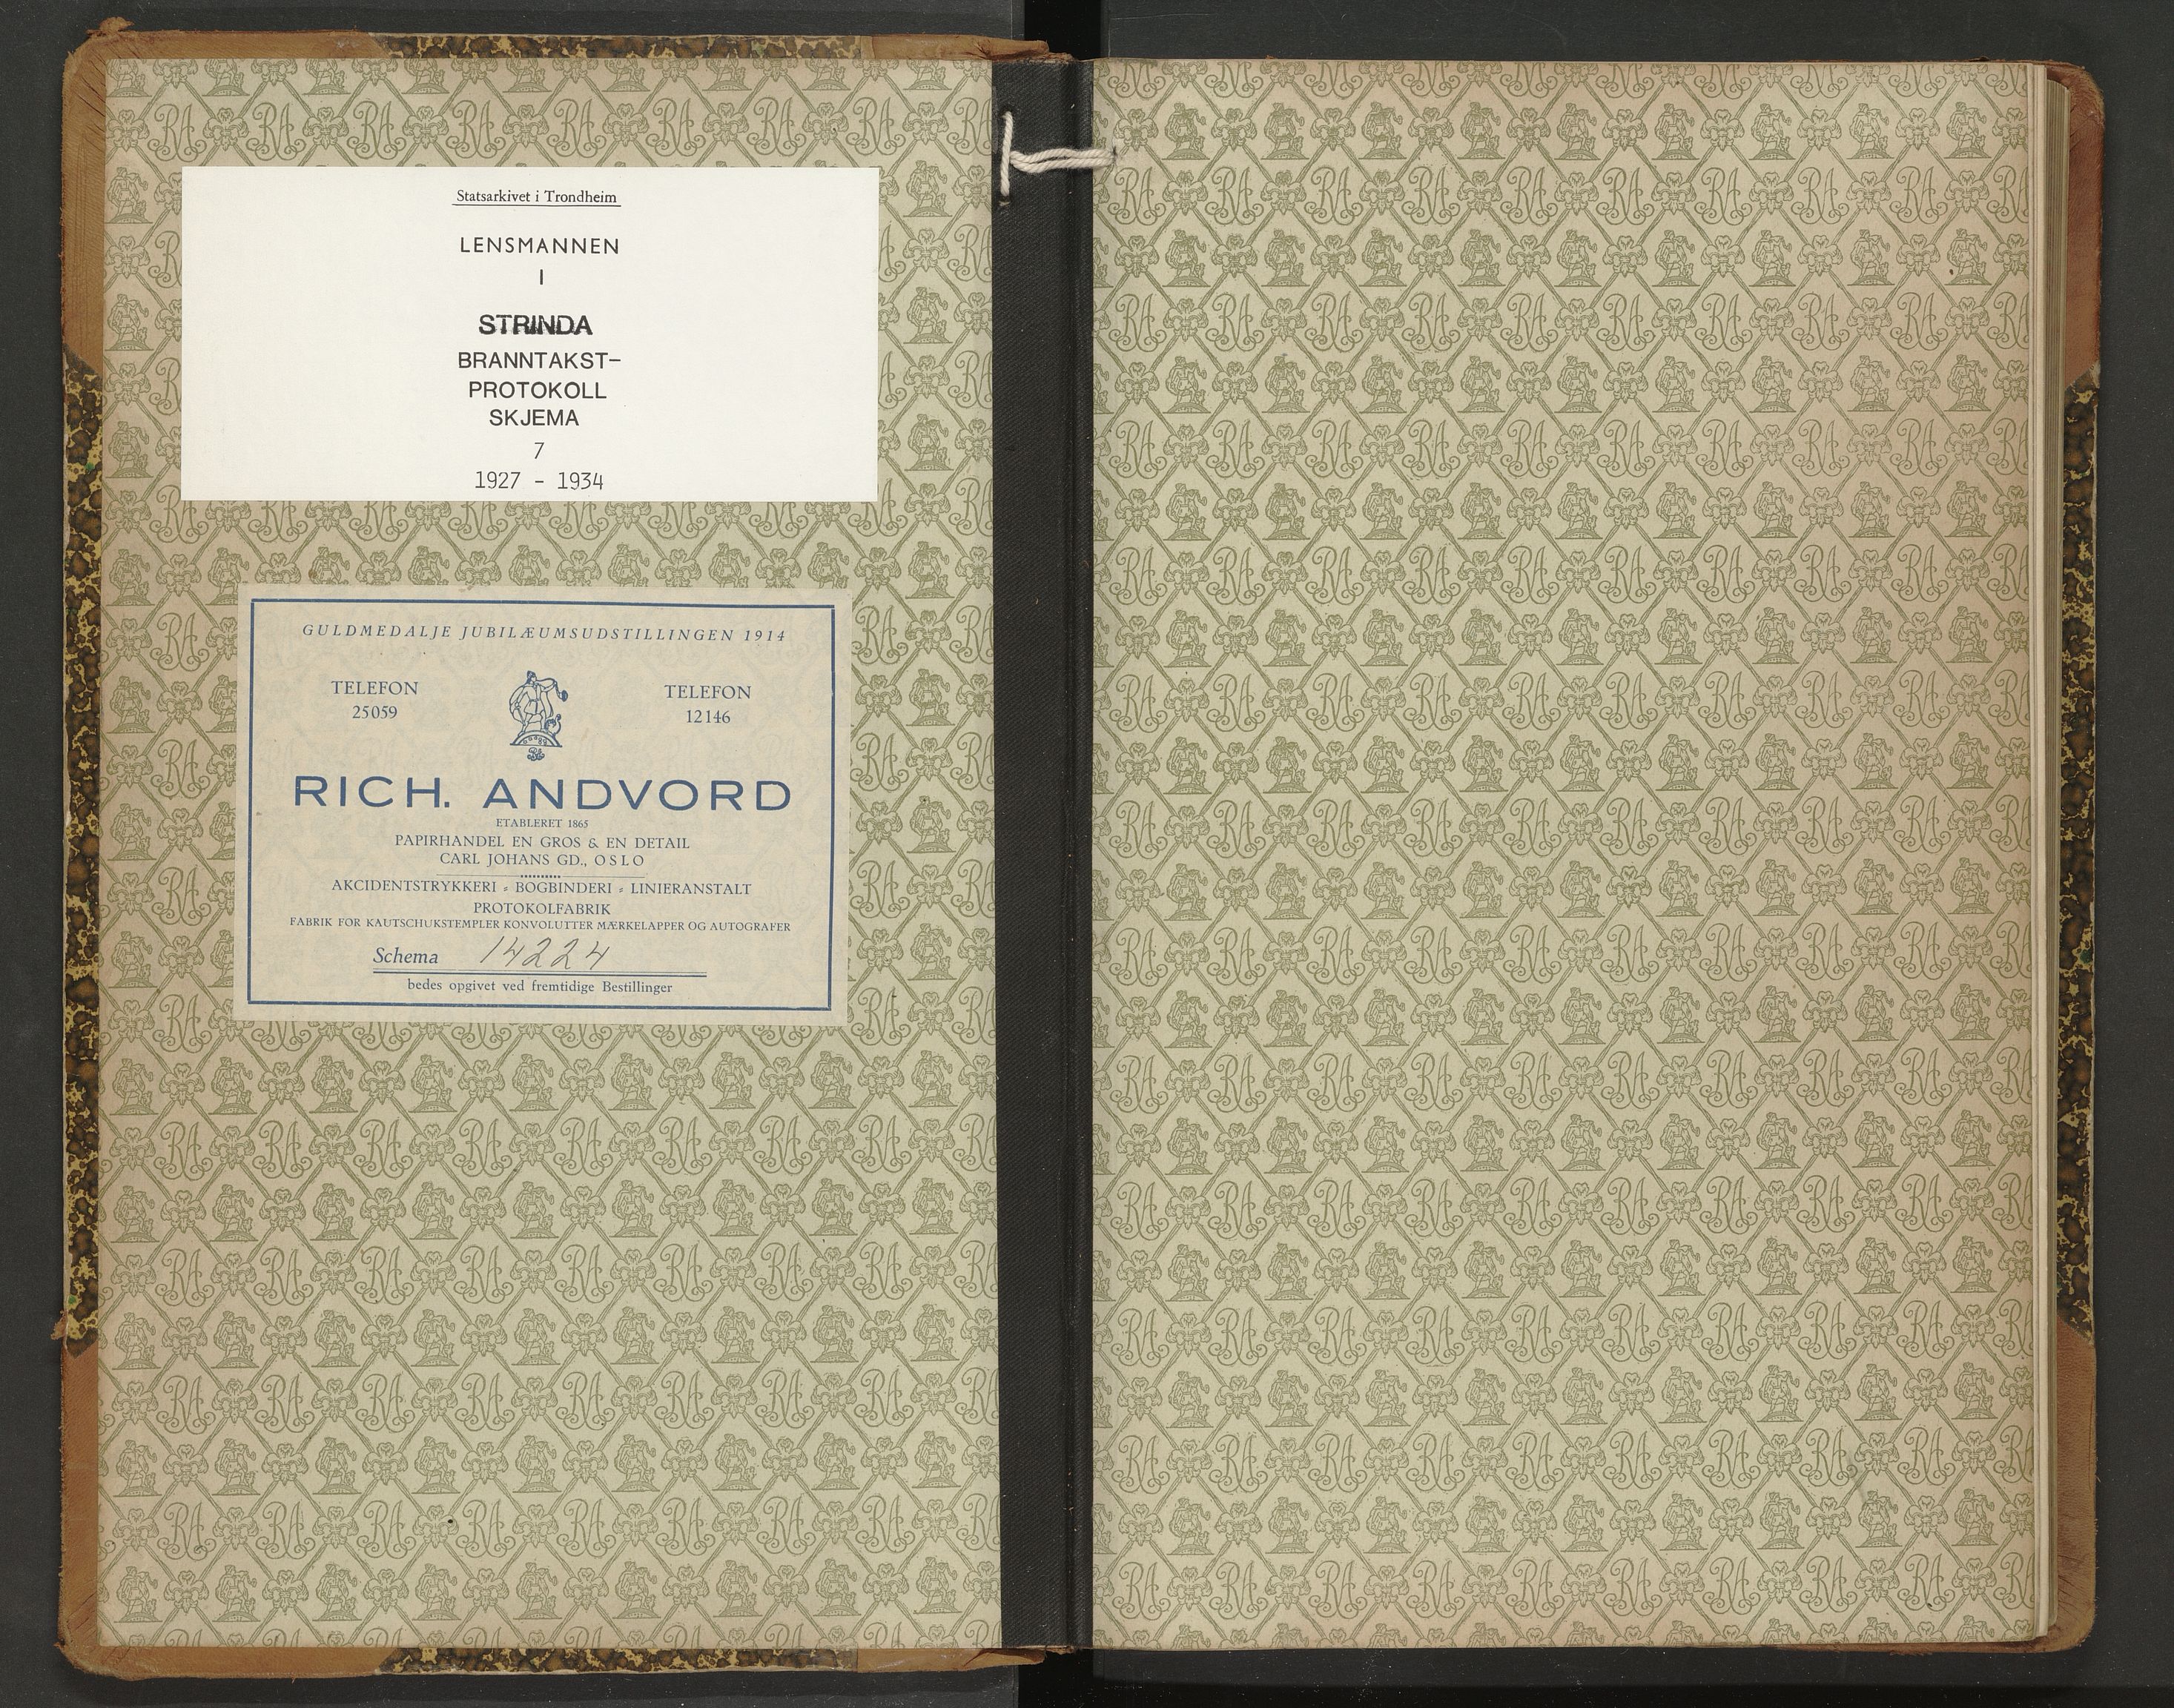 Statsarkivet i Trondheim
LENSMANNEN
I
STRINDA
BRANNTAKST-
PROTOKOLL
SKJEMA
7
1927 - 1934
GULDMEDALJE JUBILÆUMSUDSTILLINGEN 1914
TELEFON
25059
TELEFON
12146
RICH. ANDVORD
ETABLERET 1865
PAPIRHANDEL EN GROS & EN DETAIL
CARL JOHANS GD., OSLO
AKCIDENTSTRYKKERI - BOGBINDERI - LINIERANSTALT
PROTOKOLFABRIK
FABRIK FOR KAUTSCHUKSTEMPLER KONVOLUTTER MÆRKELAPPER OG AUTOGRAFER
Schema 14224
bedes opgivet ved fremtidige Bestillinger